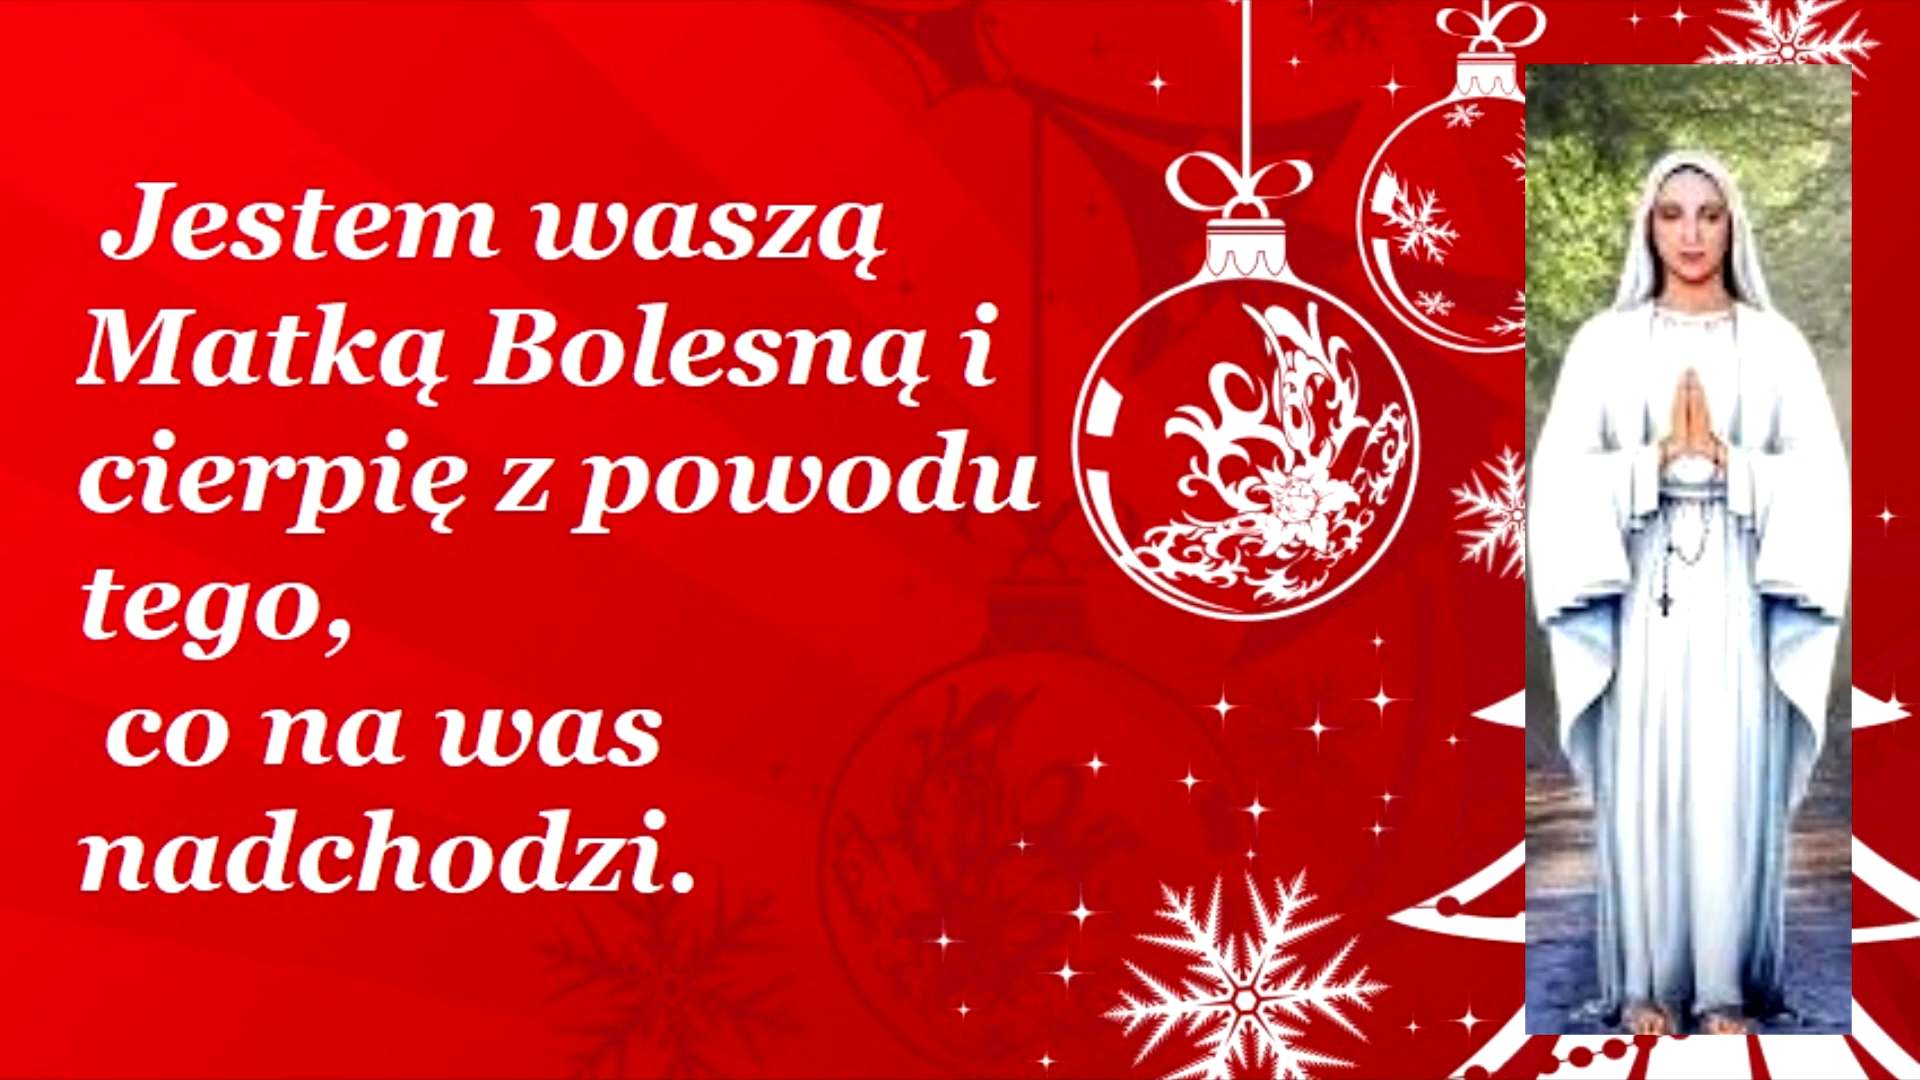 Jestem waszą
Matką Bolesną i
cierpię z powodu
tego,
co na was
nadchodzi.